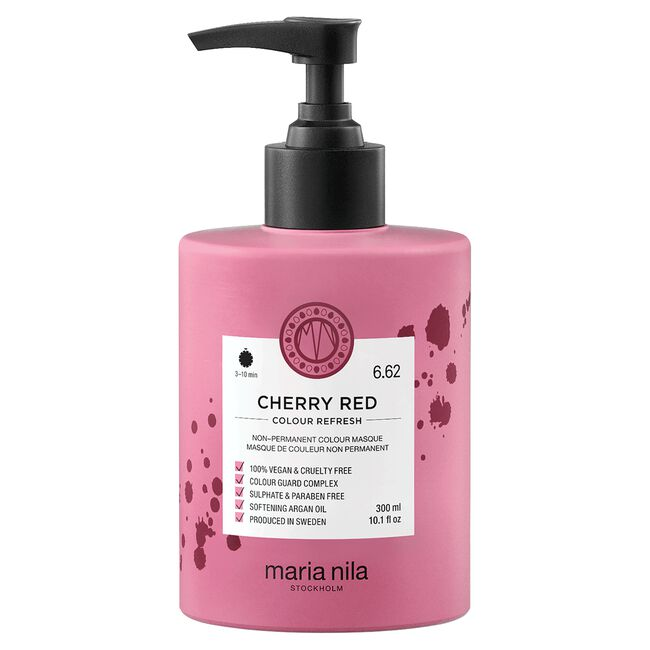 MN
3-10 min
6.62
CHERRY RED
COLOUR REFRESH
NON-PERMANENT COLOUR MASQUE
MASQUE DE COULEUR NON PERMANENT
100% VEGAN & CRUELTY FREE
COLOUR GUARD COMPLEX
SULPHATE & PARABEN FREE
SOFTENING ARGAN OIL
PRODUCED IN SWEDEN
300 ml
10.1 fl oz
maria nila
STOCKHOLM